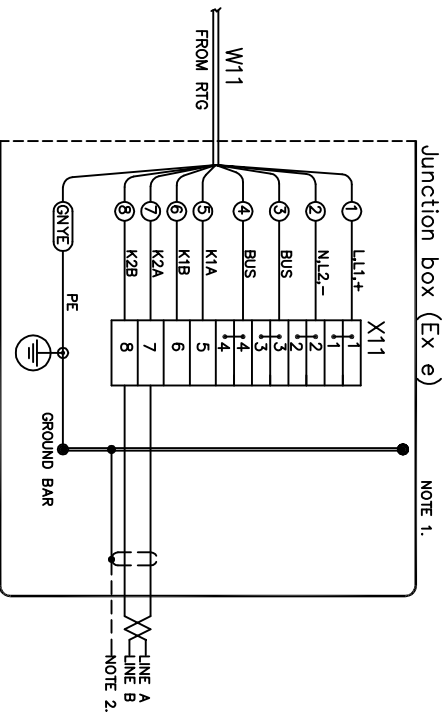 Junction box (Ex e)
NOTE 1.
W11
FROM RTG
X11
1
L,L1,+
1
1
2
N,L2,-
2
2
3
BUS
3
3
4
BUS
4
4
5
K1A
5
6
K1B
6
7
K2A
7
8
K2B
8
GNYE
PE
GROUND BAR
LINE A
LINE B
NOTE 2.